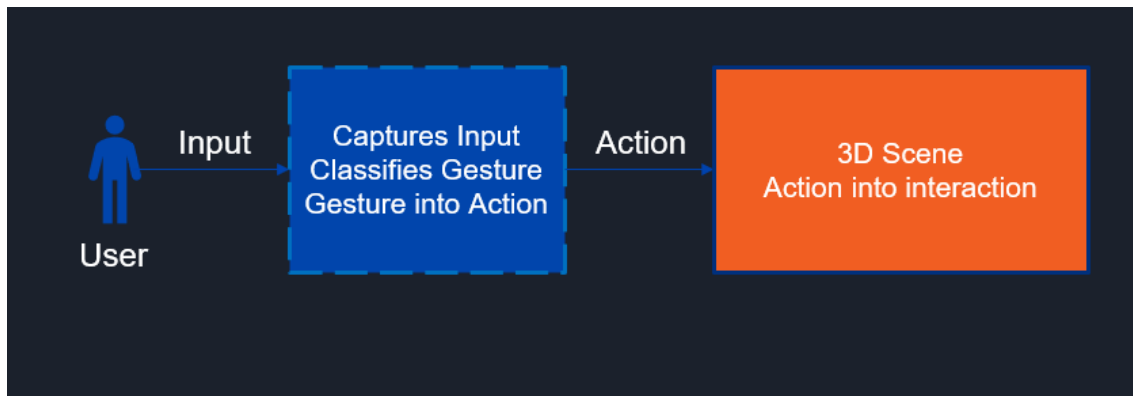 User
Input
Captures Input
Classifies Gesture
Gesture into Action
Action
3D Scene
Action into interaction